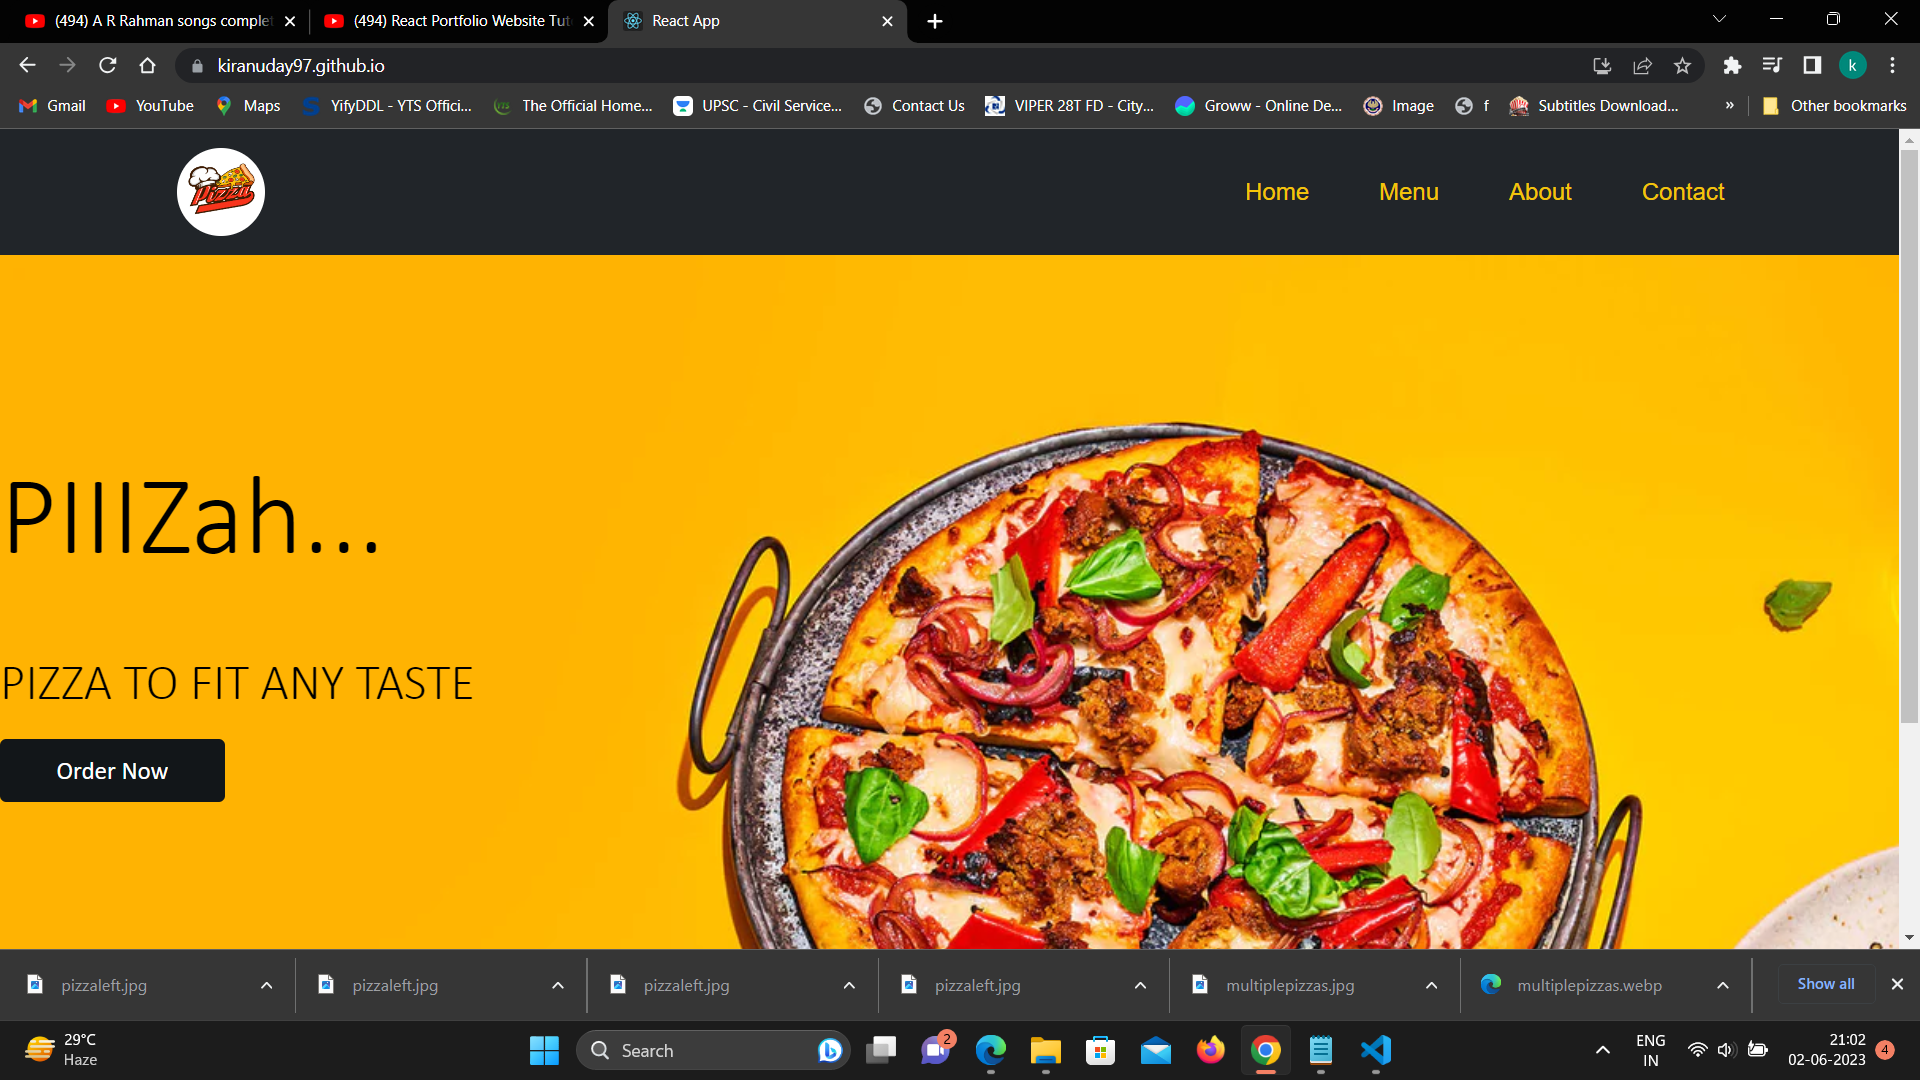 (494) A R Rahman songs complet
(494) React Portfolio Website Tut
React App
kiranuday97.github.io
k
Gmail
YouTube
Maps
YifyDDL - YTS Offici...
The Official Home...
UPSC - Civil Service...
Contact Us
VIPER 28T FD - City...
Groww - Online De...
Image
f
Subtitles Download...
»
Other bookmarks
Pizza
Home
Menu
About
Contact
PIIIZah...
PIZZA TO FIT ANY TASTE
Order Now
pizzaleft.jpg
pizzaleft.jpg
pizzaleft.jpg
pizzaleft.jpg
multiplepizzas.jpg
multiplepizzas.webp
Show all
29°C
Haze
Search
2
ENG
IN
21:02
02-06-2023
4